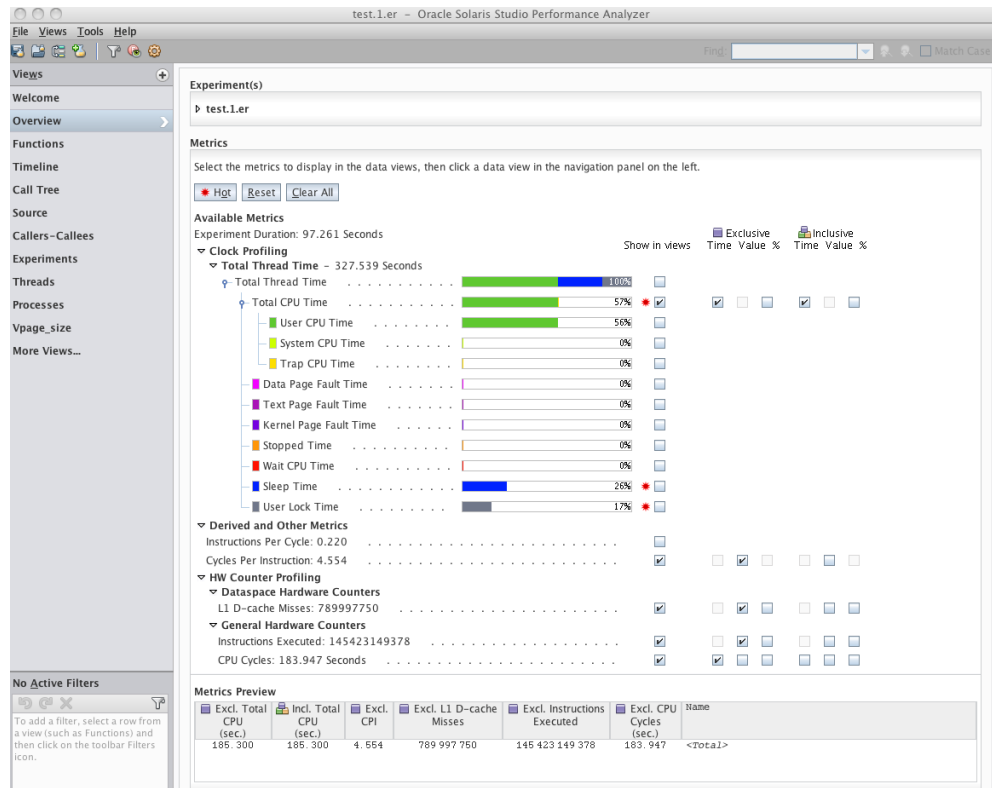 test.1.er – Oracle Solaris Studio Performance Analyzer
File Views Tools Help
Find: Match Case
Views
Welcome
Overview
Functions
Timeline
Call Tree
Source
Callers-Callees
Experiments
Threads
Processes
Vpage_size
More Views...
No Active Filters
To add a filter, select a row from
a view (such as Functions) and
then click on the toolbar Filters
icon.
Experiment(s)
test.1.er
Metrics
Select the metrics to display in the data views, then click a data view in the navigation panel on the left.
Hot Reset Clear All
Available Metrics
Experiment Duration: 97.261 Seconds
Exclusive Inclusive
Show in views Time Value % Time Value %
Clock Profiling
Total Thread Time – 327.539 Seconds
Total Thread Time . . . . . . . . . . . 100%
Total CPU Time . . . . . . . . . . 57%
User CPU Time . . . . . . . . 56%
System CPU Time . . . . . . . 0%
Trap CPU Time . . . . . . . . 0%
Data Page Fault Time . . . . . . . 0%
Text Page Fault Time . . . . . . . 0%
Kernel Page Fault Time . . . . . . 0%
Stopped Time . . . . . . . . . . 0%
Wait CPU Time . . . . . . . . . . 0%
Sleep Time . . . . . . . . . . . . 26%
User Lock Time . . . . . . . . . 17%
Derived and Other Metrics
Instructions Per Cycle: 0.220 . . . . . . . . . . . . . . . . . . . . . . . .
Cycles Per Instruction: 4.554 . . . . . . . . . . . . . . . . . . . . . . . .
HW Counter Profiling
Dataspace Hardware Counters
L1 D-cache Misses: 789997750 . . . . . . . . . . . . . . . . . . . . .
General Hardware Counters
Instructions Executed: 145423149378 . . . . . . . . . . . . . . . . . .
CPU Cycles: 183.947 Seconds . . . . . . . . . . . . . . . . . . . . . .
Metrics Preview
Excl. Total Incl. Total Excl. Excl. L1 D-cache Excl. Instructions Excl. CPU Name
CPU CPU CPI Misses Executed Cycles
(sec.) (sec.) (sec.)
185.300 185.300 4.554 789 997 750 145 423 149 378 183.947 <Total>